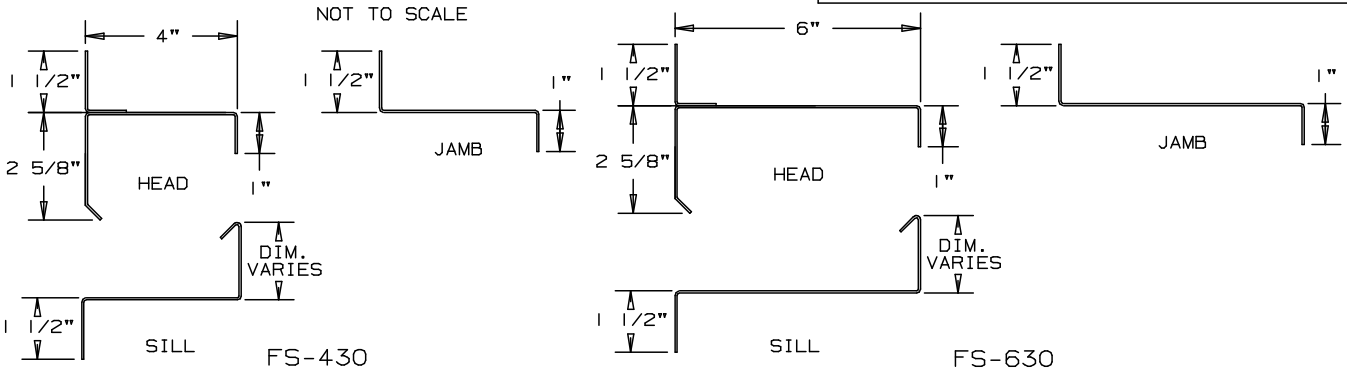 NOT TO SCALE
4"
1 1/2"
2 5/8"
HEAD
1"
1 1/2"
1"
JAMB
DIM.
VARIES
1 1/2"
SILL
FS-430
6"
1 1/2"
2 5/8"
HEAD
1"
1 1/2"
1"
JAMB
DIM.
VARIES
1 1/2"
SILL
FS-630